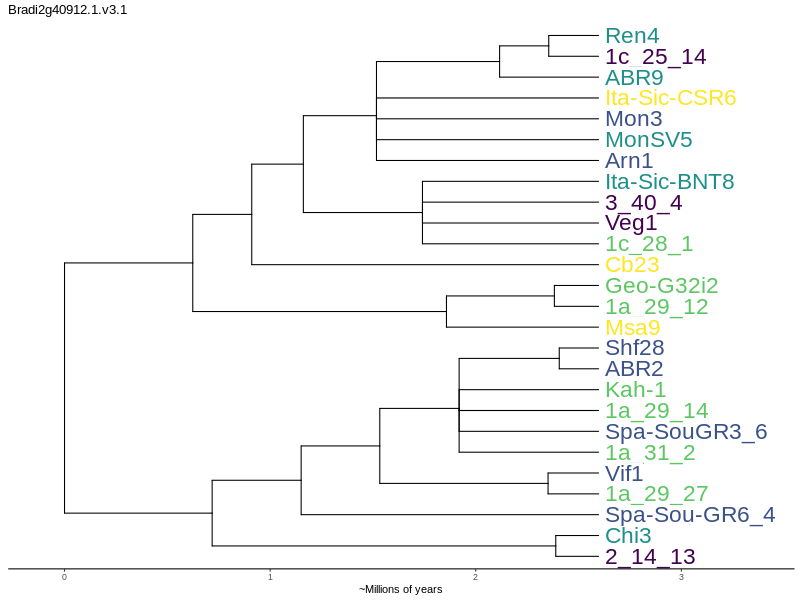 Bradi2g40912.1.v3.1
Ren4
1c_25_14
ABR9
Ita-Sic-CSR6
Mon3
MonSV5
Arn1
Ita-Sic-BNT8
3_40_4
Veg1
1c_28_1
Cb23
Geo-G32i2
1a_29_12
Msa9
Shf28
ABR2
Kah-1
1a_29_14
Spa-SouGR3_6
1a_31_2
Vif1
1a_29_27
Spa-Sou-GR6_4
Chi3
2_14_13
0 1 2 3
~Millions of years